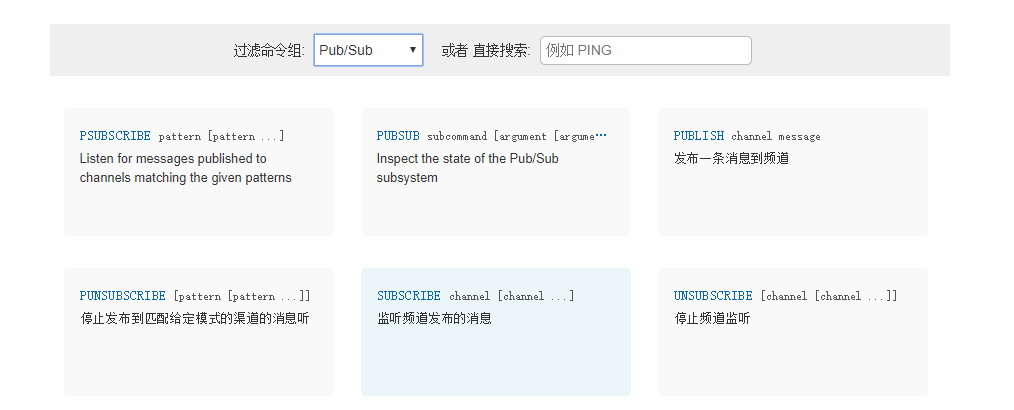 过滤命令组: Pub/Sub 或者 直接搜索: 例如 PING
PSUBSCRIBE pattern [pattern ...]
Listen for messages published to
channels matching the given patterns
PUBSUB subcommand [argument [argume...
Inspect the state of the Pub/Sub
subsystem
PUBLISH channel message
发布一条消息到频道
PUNSUBSCRIBE [pattern [pattern ...]]
停止发布到匹配给定模式的渠道的消息听
SUBSCRIBE channel [channel ...]
监听频道发布的消息
UNSUBSCRIBE [channel [channel ...]]
停止频道监听